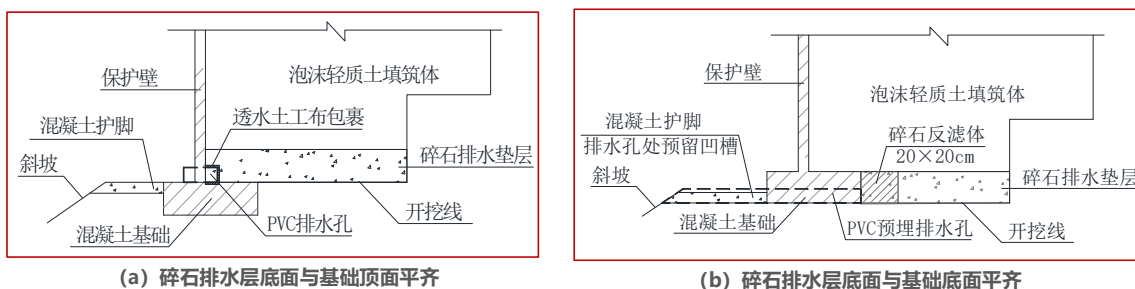 保护壁
泡沫轻质土填筑体
透水土工布包裹
混凝土护脚
斜坡
碎石排水垫层
开挖线
PVC排水孔
混凝土基础
(a) 碎石排水层底面与基础顶面平齐
保护壁
泡沫轻质土填筑体
混凝土护脚
排水孔处预留凹槽
碎石反滤体
20×20cm
斜坡
碎石排水垫层
混凝土基础
PVC预埋排水孔
开挖线
(b) 碎石排水层底面与基础底面平齐